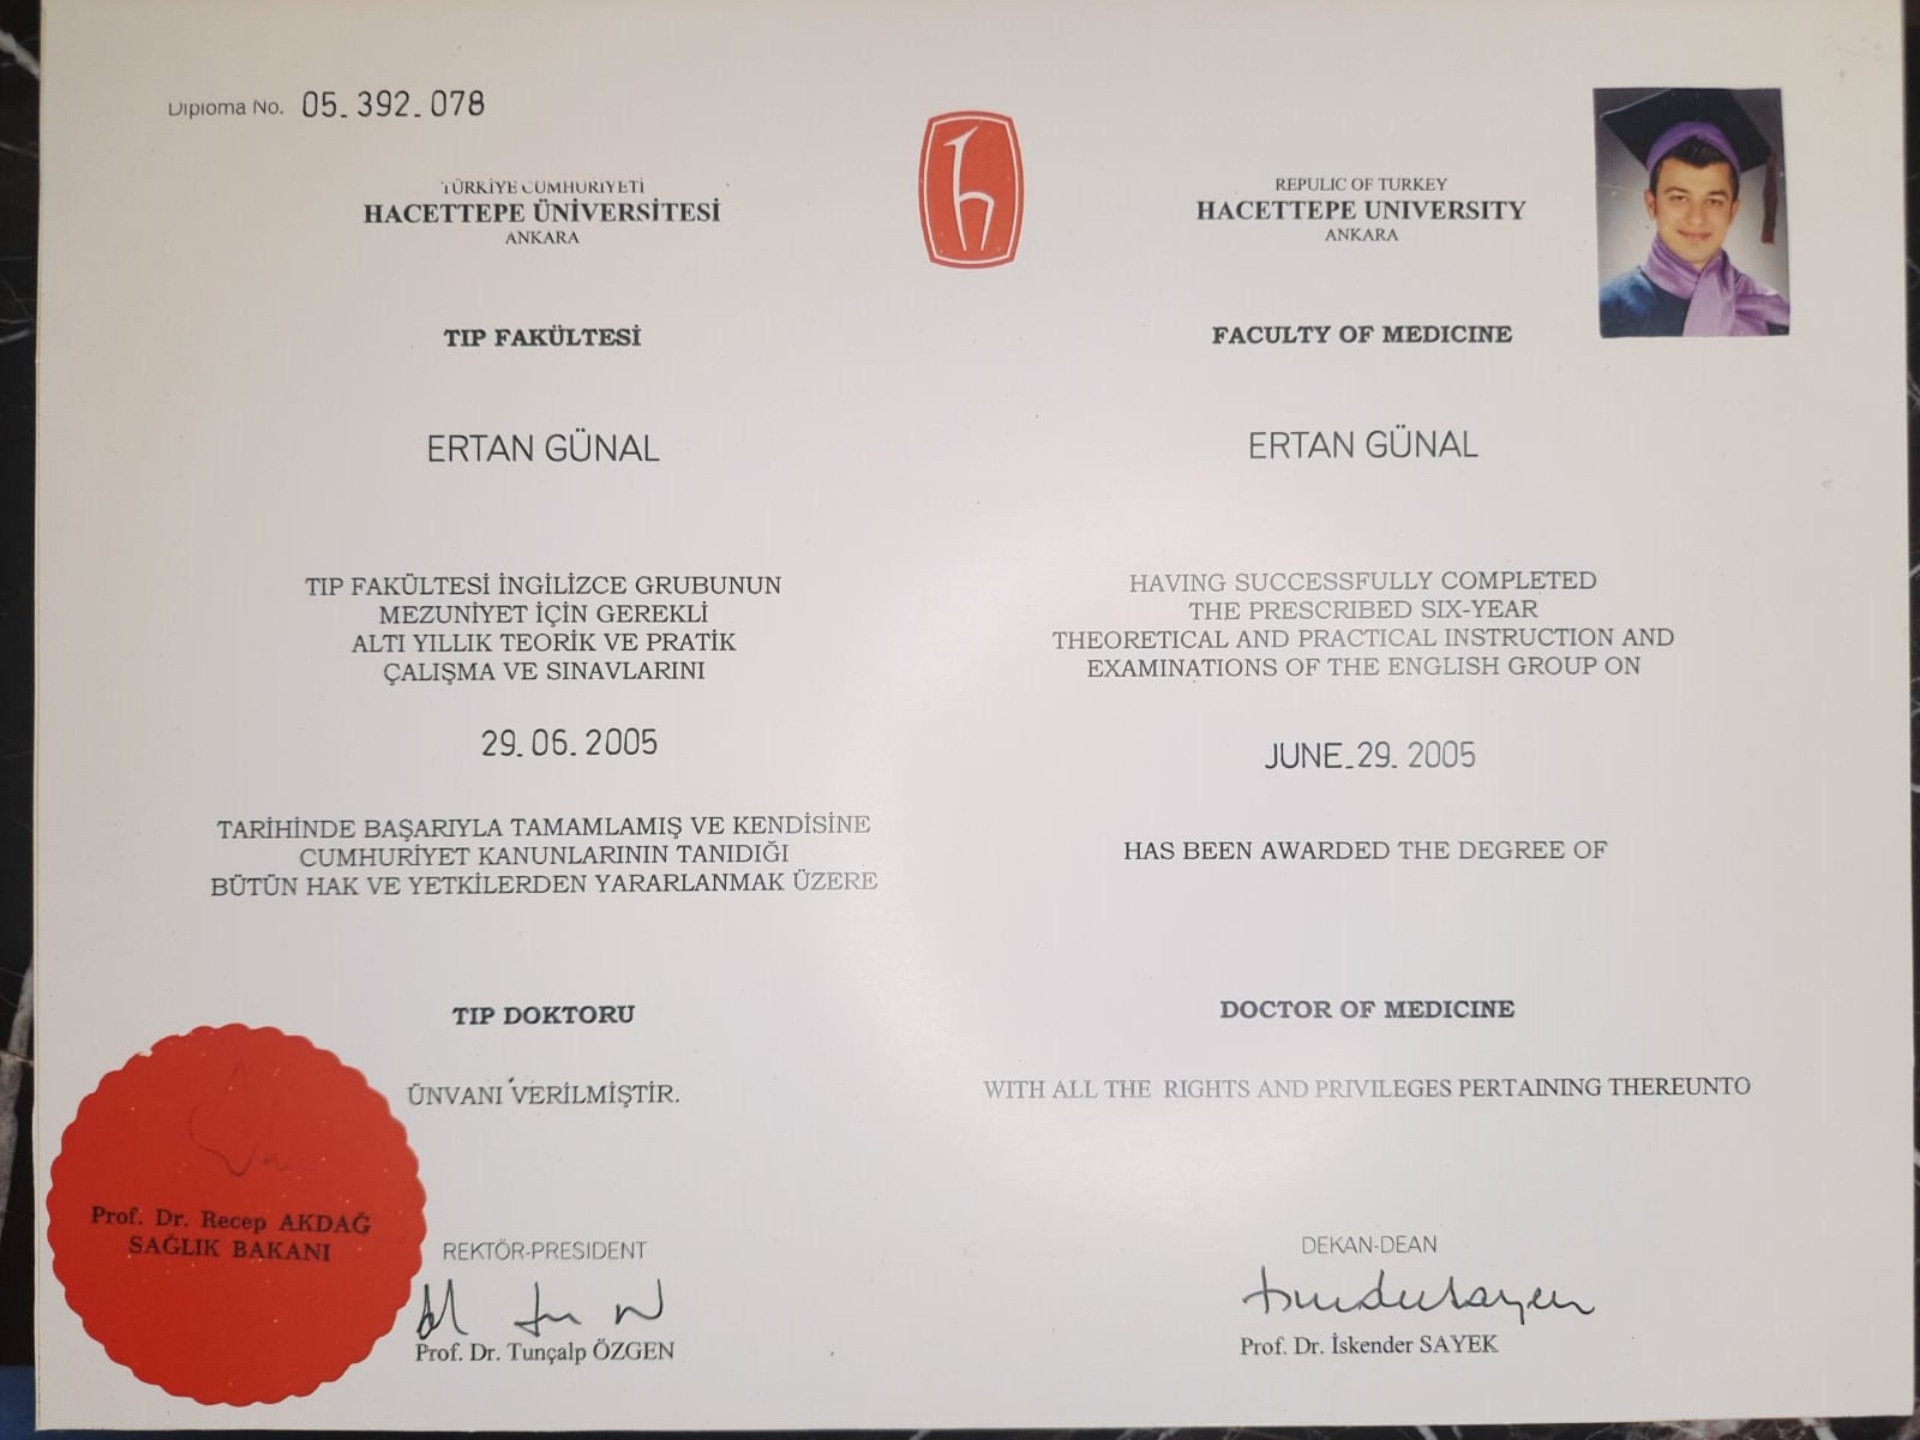 Diploma No. 05.392.078
TÜRKİYE CUMHURİYETİ
HACETTEPE ÜNİVERSİTESİ
ANKARA
TIP FAKÜLTESİ
ERTAN GÜNAL
TIP FAKÜLTESİ İNGİLİZCE GRUBUNUN
MEZUNİYET İÇİN GEREKLİ
ALTI YILLIK TEORİK VE PRATİK
ÇALIŞMA VE SINAVLARINI
29.06.2005
TARİHİNDE BAŞARIYLA TAMAMLAMIŞ VE KENDİSİNE
CUMHURİYET KANUNLARININ TANIDIĞI
BÜTÜN HAK VE YETKİLERDEN YARARLANMAK ÜZERE
TIP DOKTORU
ÜNVANI VERİLMİŞTİR.
Prof. Dr. Recep AKDAĞ
SAĞLIK BAKANI
REKTÖR-PRESIDENT
Prof. Dr. Tunçalp ÖZGEN
REPULIC OF TURKEY
HACETTEPE UNIVERSITY
ANKARA
FACULTY OF MEDICINE
ERTAN GÜNAL
HAVING SUCCESSFULLY COMPLETED
THE PRESCRIBED SIX-YEAR
THEORETICAL AND PRACTICAL INSTRUCTION AND
EXAMINATIONS OF THE ENGLISH GROUP ON
JUNE.29.2005
HAS BEEN AWARDED THE DEGREE OF
DOCTOR OF MEDICINE
WITH ALL THE RIGHTS AND PRIVILEGES PERTAINING THEREUNTO
DEKAN-DEAN
Prof. Dr. İskender SAYEK